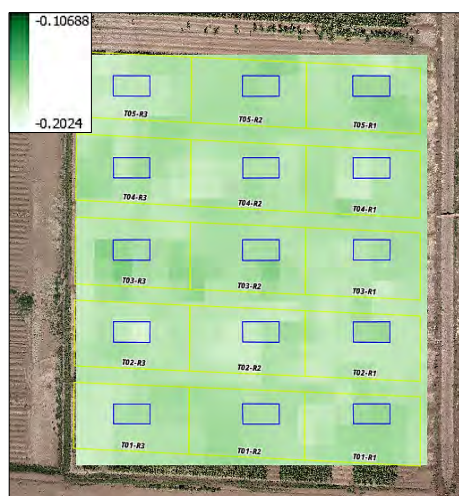 -0.10688
-0.2024
T05-R3
T05-R2
T05-R1
T04-R3
T04-R2
T04-R1
T03-R3
T03-R2
T03-R1
T02-R3
T02-R2
T02-R1
T01-R3
T01-R2
T01-R1